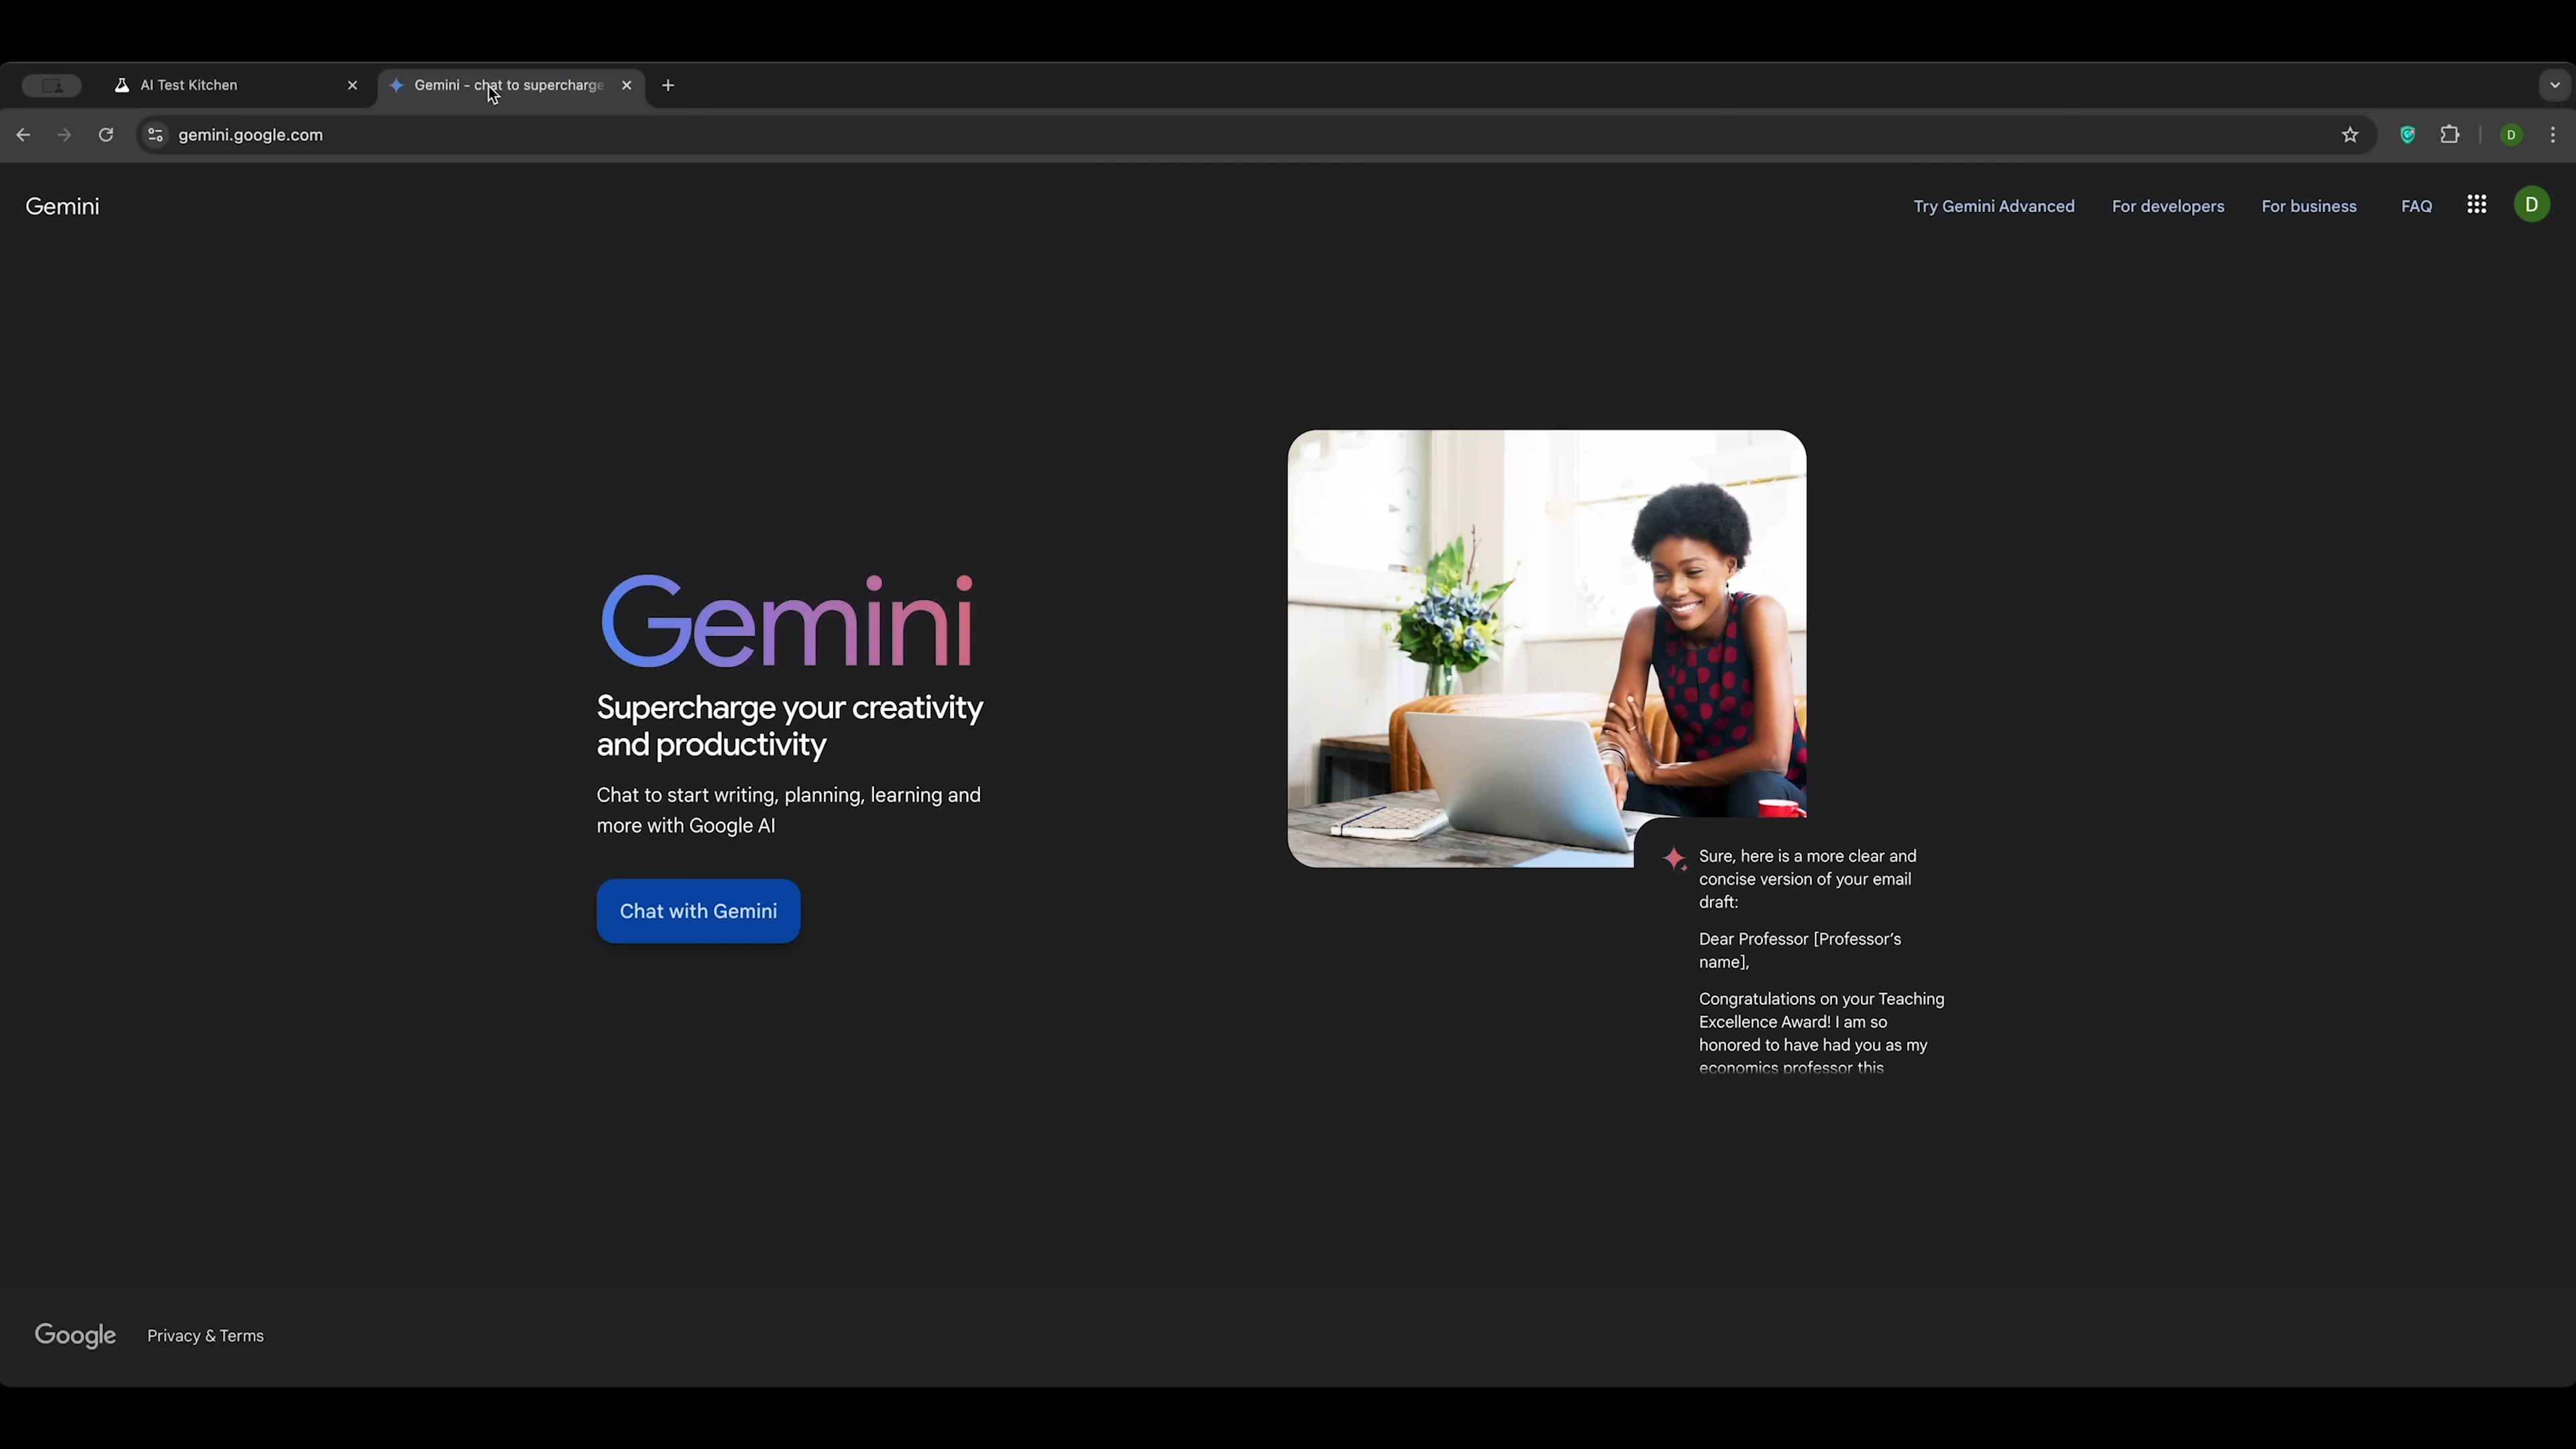 AI Test Kitchen
Gemini - chat to supercharge
gemini.google.com
D
Gemini
Try Gemini Advanced
For developers
For business
FAQ
D
Gemini
Supercharge your creativity
and productivity
Chat to start writing, planning, learning and
more with Google AI
Chat with Gemini
Sure, here is a more clear and
concise version of your email
draft:
Dear Professor [Professor’s
name],
Congratulations on your Teaching
Excellence Award! I am so
honored to have had you as my
economics professor this
Google
Privacy & Terms